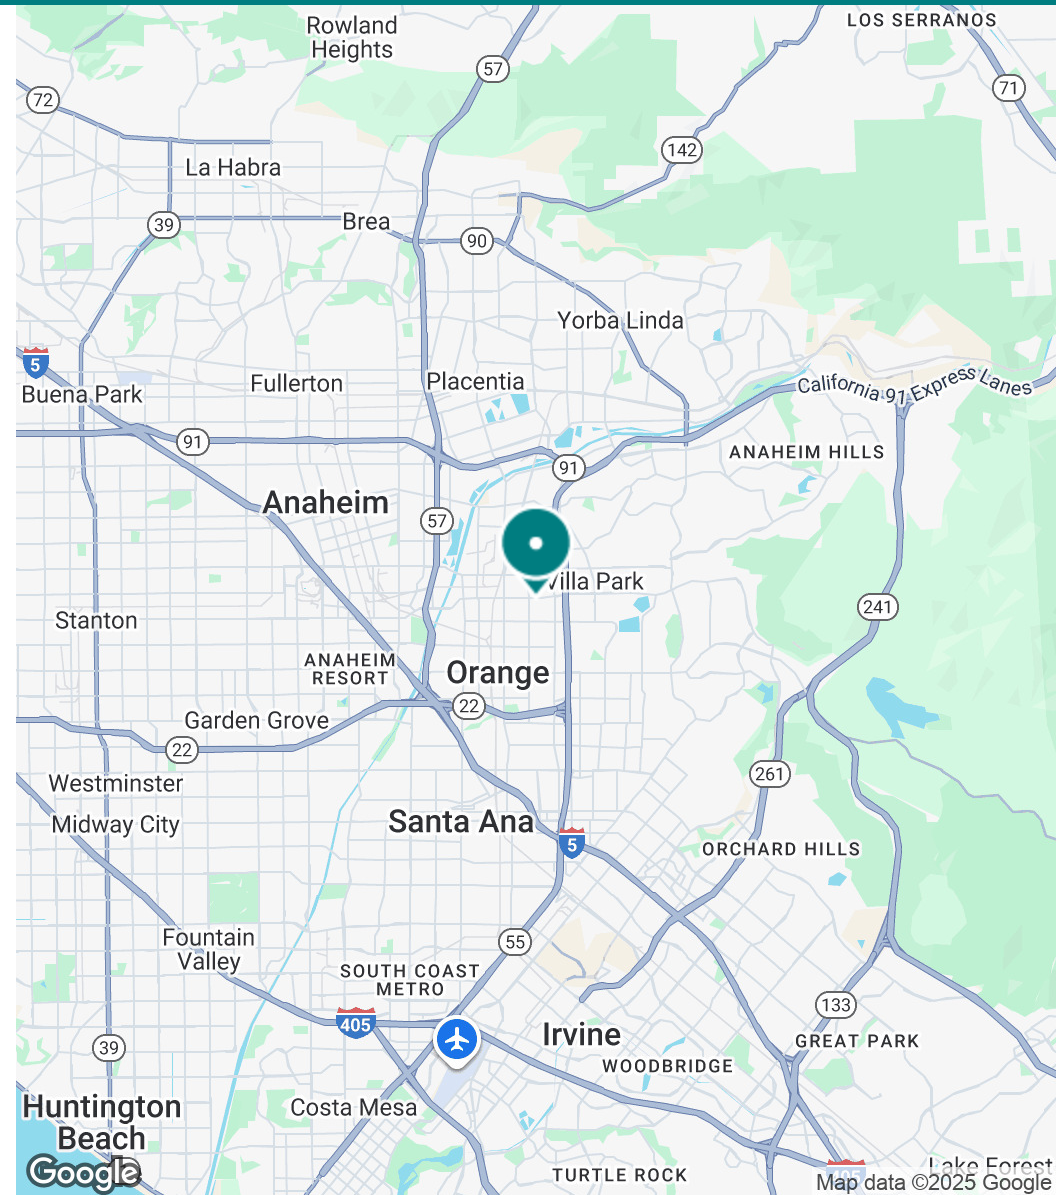 Rowland
Heights
LOS SERRANOS
57
71
72
142
La Habra
39
Brea
90
Yorba Linda
5
Buena Park
Fullerton
Placentia
California 91 Express Lanes
91
91
ANAHEIM HILLS
Anaheim
57
Villa Park
241
Stanton
ANAHEIM
RESORT
Orange
22
Garden Grove
22
261
Westminster
Midway City
Santa Ana
5
ORCHARD HILLS
Fountain
Valley
55
SOUTH COAST
METRO
133
405
Irvine
GREAT PARK
39
WOODBRIDGE
Huntington
Beach
Costa Mesa
TURTLE ROCK
405
Lake Forest
Google
Map data ©2025 Google